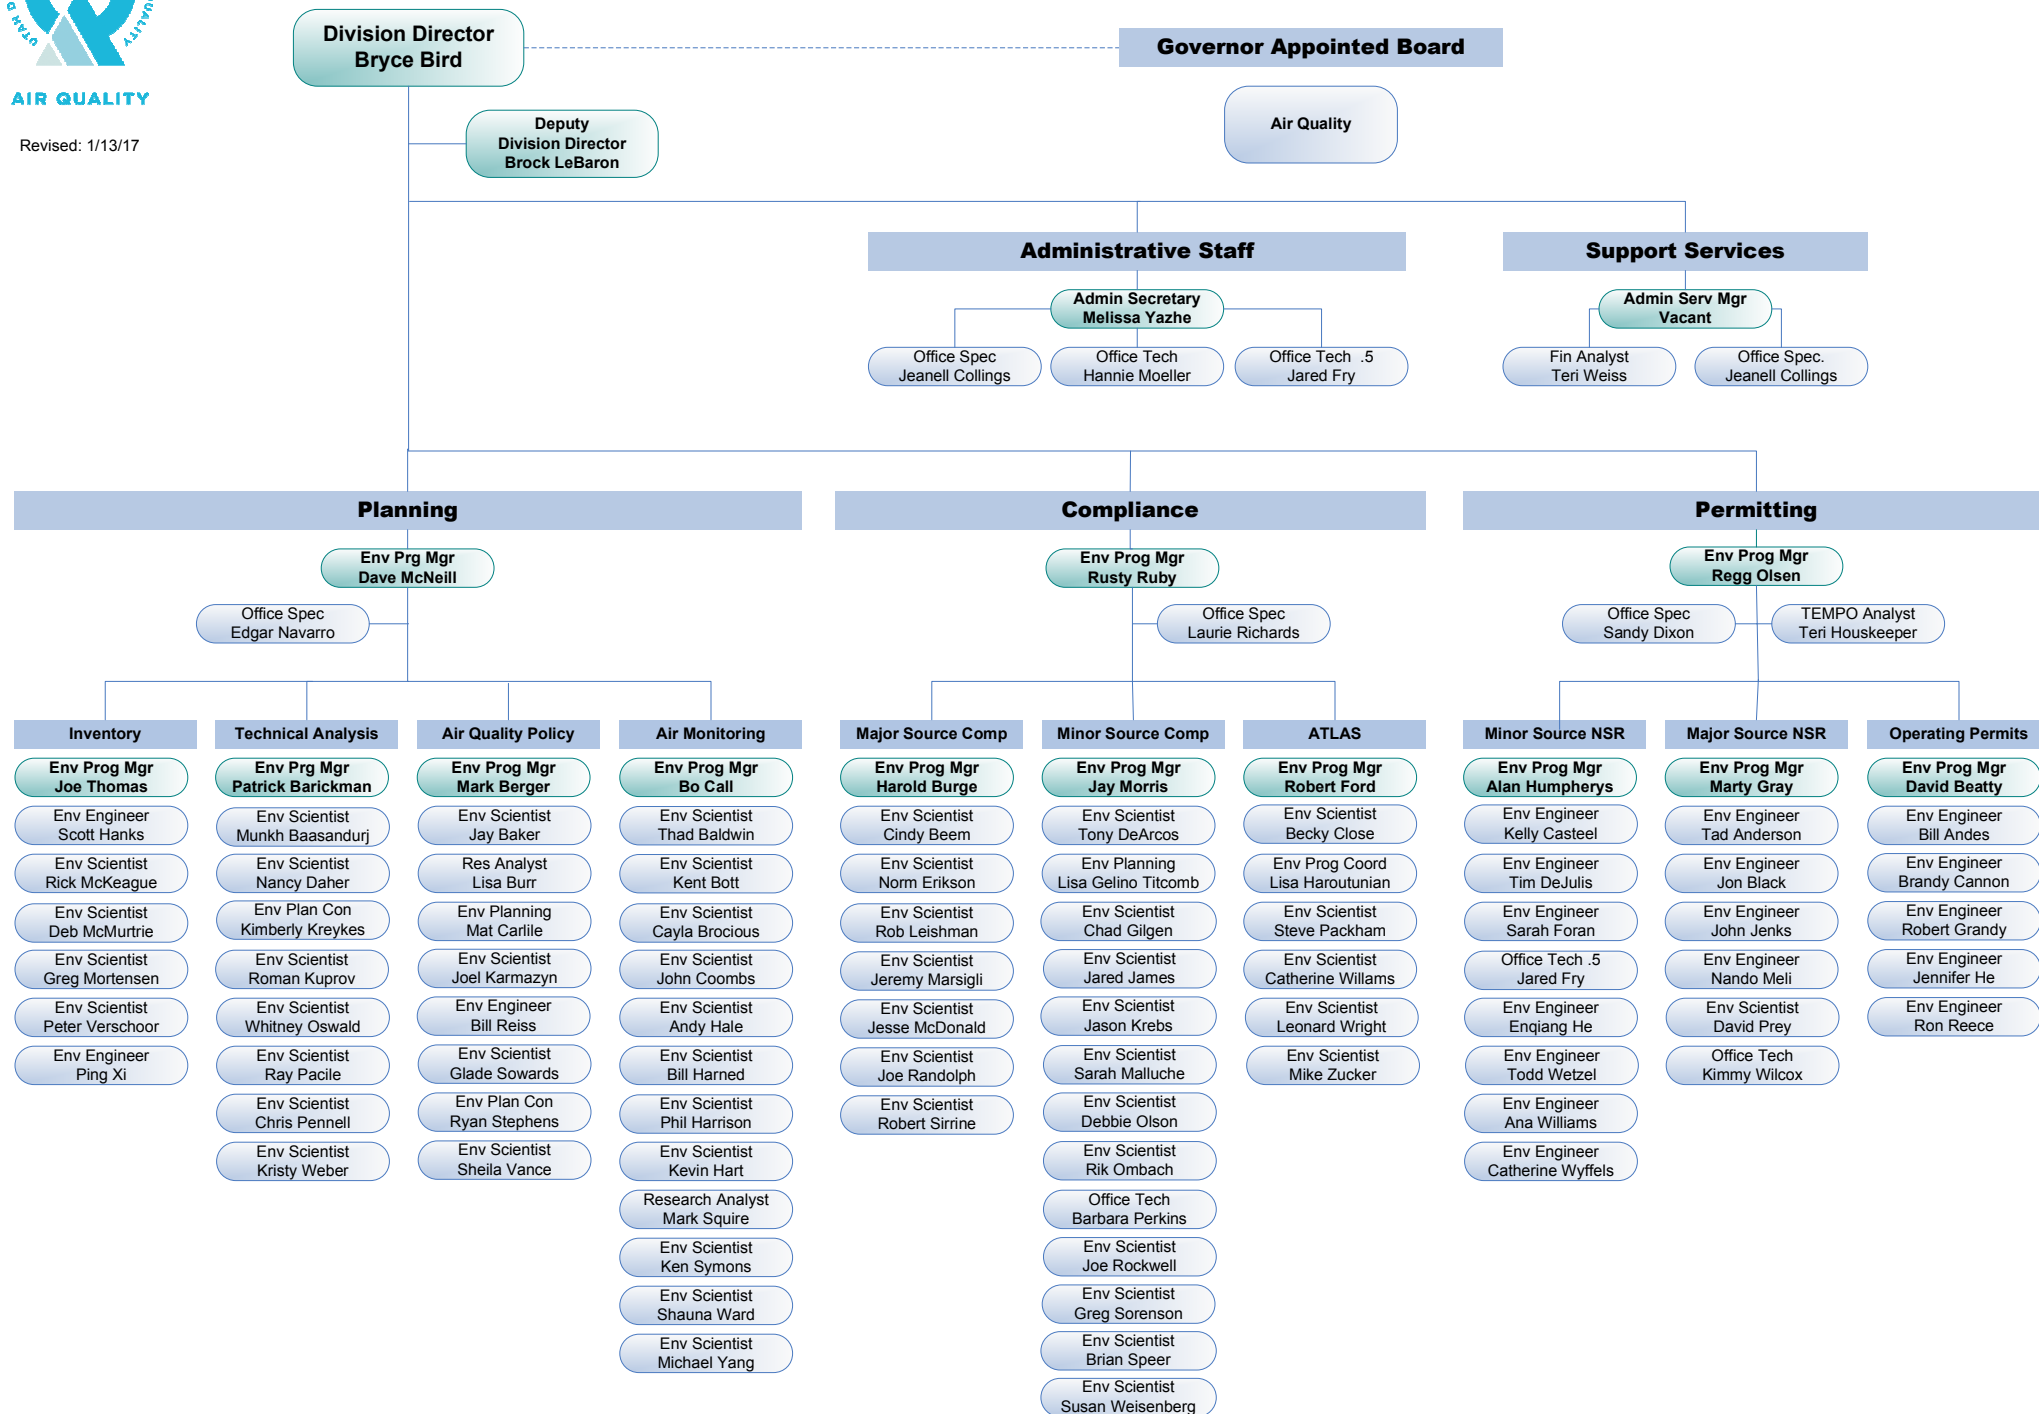 AIR QUALITY
Revised: 1/13/17
Division Director
Bryce Bird
Governor Appointed Board
Air Quality
Deputy
Division Director
Brock LeBaron
Administrative Staff
Admin Secretary
Melissa Yazhe
Office Spec
Jeanell Collings
Office Tech
Hannie Moeller
Office Tech .5
Jared Fry
Support Services
Admin Serv Mgr
Vacant
Fin Analyst
Teri Weiss
Office Spec.
Jeanell Collings
Planning
Env Prg Mgr
Dave McNeill
Office Spec
Edgar Navarro
Inventory
Env Prog Mgr
Joe Thomas
Env Engineer
Scott Hanks
Env Scientist
Rick McKeague
Env Scientist
Deb McMurtrie
Env Scientist
Greg Mortensen
Env Scientist
Peter Verschoor
Env Engineer
Ping Xi
Technical Analysis
Env Prg Mgr
Patrick Barickman
Env Scientist
Munkh Baasandurj
Env Scientist
Nancy Daher
Env Plan Con
Kimberly Kreykes
Env Scientist
Roman Kuprov
Env Scientist
Whitney Oswald
Env Scientist
Ray Pacile
Env Scientist
Chris Pennell
Env Scientist
Kristy Weber
Air Quality Policy
Env Prog Mgr
Mark Berger
Env Scientist
Jay Baker
Res Analyst
Lisa Burr
Env Planning
Mat Carlile
Env Scientist
Joel Karmazyn
Env Engineer
Bill Reiss
Env Scientist
Glade Sowards
Env Plan Con
Ryan Stephens
Env Scientist
Sheila Vance
Air Monitoring
Env Prog Mgr
Bo Call
Env Scientist
Thad Baldwin
Env Scientist
Kent Bott
Env Scientist
Cayla Brocious
Env Scientist
John Coombs
Env Scientist
Andy Hale
Env Scientist
Bill Harned
Env Scientist
Phil Harrison
Env Scientist
Kevin Hart
Research Analyst
Mark Squire
Env Scientist
Ken Symons
Env Scientist
Shauna Ward
Env Scientist
Michael Yang
Compliance
Env Prog Mgr
Rusty Ruby
Office Spec
Laurie Richards
Major Source Comp
Env Prog Mgr
Harold Burge
Env Scientist
Cindy Beem
Env Scientist
Norm Erikson
Env Scientist
Rob Leishman
Env Scientist
Jeremy Marsigli
Env Scientist
Jesse McDonald
Env Scientist
Joe Randolph
Env Scientist
Robert Sirrine
Minor Source Comp
Env Prog Mgr
Jay Morris
Env Scientist
Tony DeArcos
Env Planning
Lisa Gelino Titcomb
Env Scientist
Chad Gilgen
Env Scientist
Jared James
Env Scientist
Jason Krebs
Env Scientist
Sarah Malluche
Env Scientist
Debbie Olson
Env Scientist
Rik Ombach
Office Tech
Barbara Perkins
Env Scientist
Joe Rockwell
Env Scientist
Greg Sorenson
Env Scientist
Brian Speer
Env Scientist
Susan Weisenberg
ATLAS
Env Prog Mgr
Robert Ford
Env Scientist
Becky Close
Env Prog Coord
Lisa Haroutunian
Env Scientist
Steve Packham
Env Scientist
Catherine Willams
Env Scientist
Leonard Wright
Env Scientist
Mike Zucker
Permitting
Env Prog Mgr
Regg Olsen
Office Spec
Sandy Dixon
TEMPO Analyst
Teri Houskeeper
Minor Source NSR
Env Prog Mgr
Alan Humpherys
Env Engineer
Kelly Casteel
Env Engineer
Tim DeJulis
Env Engineer
Sarah Foran
Office Tech .5
Jared Fry
Env Engineer
Enqiang He
Env Engineer
Todd Wetzel
Env Engineer
Ana Williams
Env Engineer
Catherine Wyffels
Major Source NSR
Env Prog Mgr
Marty Gray
Env Engineer
Tad Anderson
Env Engineer
Jon Black
Env Engineer
John Jenks
Env Engineer
Nando Meli
Env Scientist
David Prey
Office Tech
Kimmy Wilcox
Operating Permits
Env Prog Mgr
David Beatty
Env Engineer
Bill Andes
Env Engineer
Brandy Cannon
Env Engineer
Robert Grandy
Env Engineer
Jennifer He
Env Engineer
Ron Reece